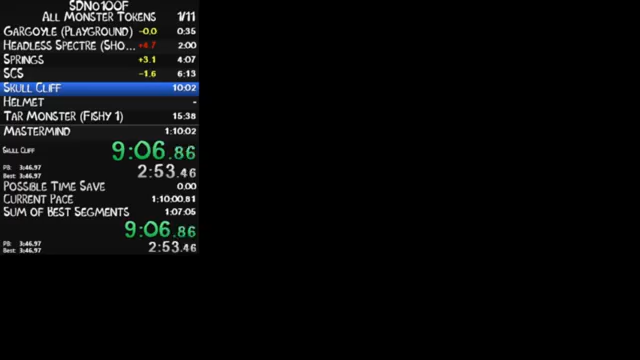 SDNo100F
All Monster Tokens 1/11
Gargoyle (Playground) -0.0 0:35
Headless Spectre (Sho... +4.7 2:00
Springs +3.1 4:07
SCS -1.6 6:13
Skull Cliff 10:02
Helmet -
Tar Monster (Fishy 1) 15:38
Mastermind 1:10:02
Skull Cliff 9:06.86
PB: 3:46.97
Best: 3:46.97 2:53.46
Possible Time Save 0.00
Current Pace 1:10:00.81
Sum of Best Segments 1:07:05
9:06.86
PB: 3:46.97
Best: 3:46.97 2:53.46